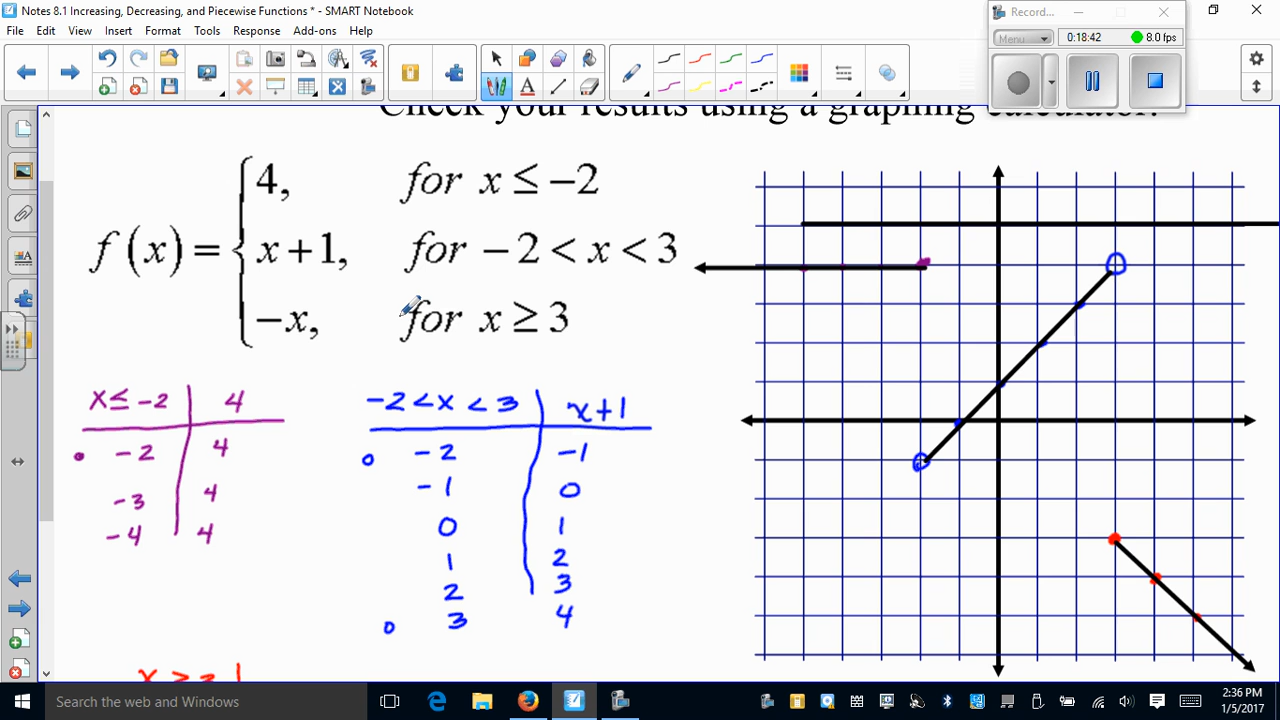 Notes 8.1 Increasing, Decreasing, and Piecewise Functions * - SMART Notebook
File Edit View Insert Format Tools Response Add-ons Help
Record...
Menu 0:18:42 8.0 fps
Check your results using a graphing calculator.
4, for x ≤ −2
f(x) = x+1, for −2 < x < 3
−x, for x ≥ 3
x ≤ -2 4
-2 4
-3 4
-4 4
-2 < x < 3 x+1
o -2 -1
-1 0
0 1
1 2
2 3
o 3 4
Search the web and Windows
2:36 PM
1/5/2017